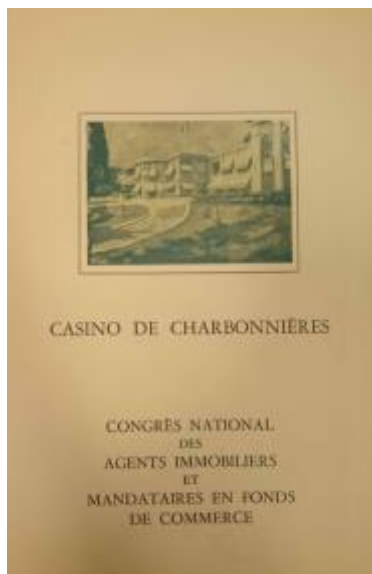 CASINO DE CHARBONNIÈRES
CONGRÈS NATIONAL
DES
AGENTS IMMOBILIERS
ET
MANDATAIRES EN FONDS
DE COMMERCE